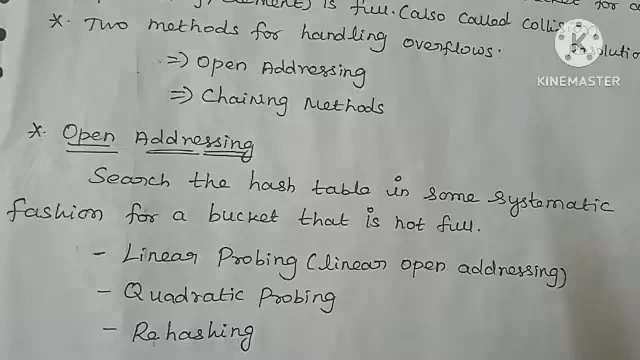 is full. (also called collision
* Two methods for handling overflows: Resolution
⇒ Open Addressing
⇒ Chaining Methods
* Open Addressing
Search the hash table in some systematic
fashion for a bucket that is not full.
- Linear Probing (linear open addressing)
- Quadratic Probing
- Rehashing
KINEMASTER